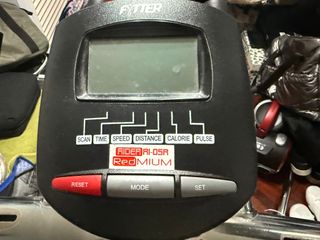 FYTTER
SCAN TIME SPEED DISTANCE CALORIE PULSE
RIDER RI-05R
RedMIUM
RESET MODE SET